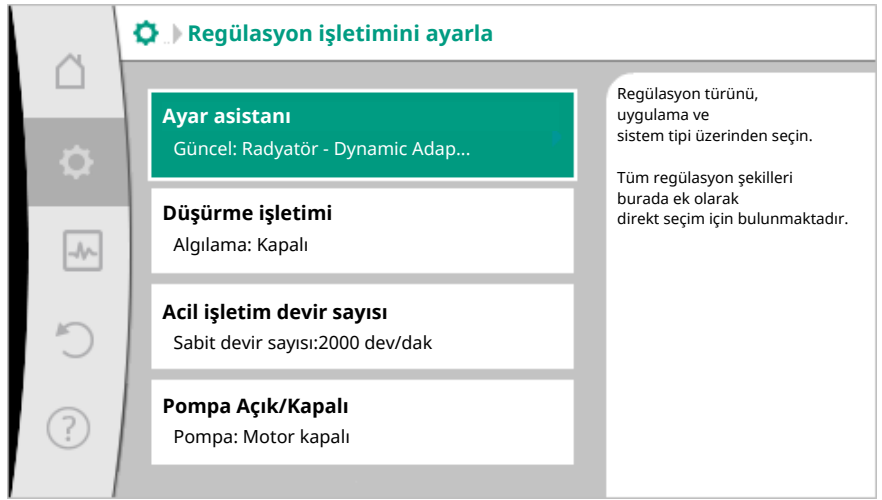 Regülasyon işletimini ayarla
Ayar asistanı
Güncel: Radyatör - Dynamic Adap...
Düşürme işletimi
Algılama: Kapalı
Acil işletim devir sayısı
Sabit devir sayısı:2000 dev/dak
Pompa Açık/Kapalı
Pompa: Motor kapalı
Regülasyon türünü,
uygulama ve
sistem tipi üzerinden seçin.
Tüm regülasyon şekilleri
burada ek olarak
direkt seçim için bulunmaktadır.